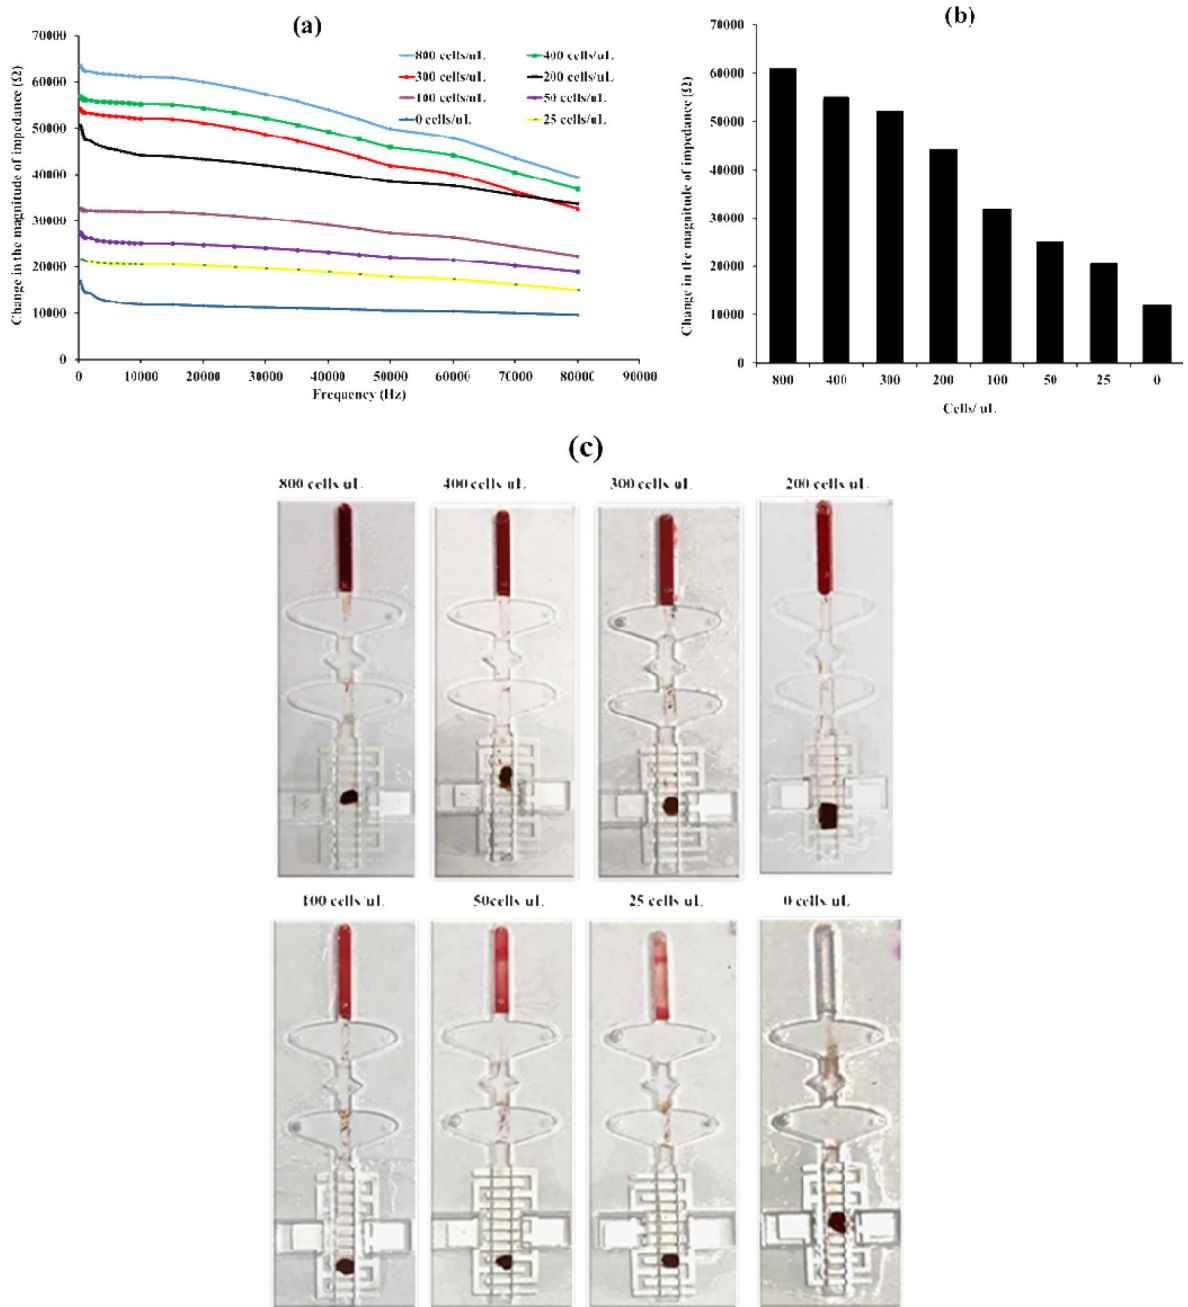 (a)
Change in the magnitude of impedance (Ω)
70000
60000
50000
40000
30000
20000
10000
0
800 cells/uL
400 cells/uL
300 cells/uL
200 cells/uL
100 cells/uL
50 cells/uL
0 cells/uL
25 cells/uL
0 10000 20000 30000 40000 50000 60000 70000 80000 90000
Frequency (Hz)
(b)
Change in the magnitude of impedance (Ω)
70000
60000
50000
40000
30000
20000
10000
0
800 400 300 200 100 50 25 0
Cells/ uL
(c)
800 cells uL
400 cells uL
300 cells uL
200 cells uL
100 cells/uL
50cells uL
25 cells uL
0 cells uL